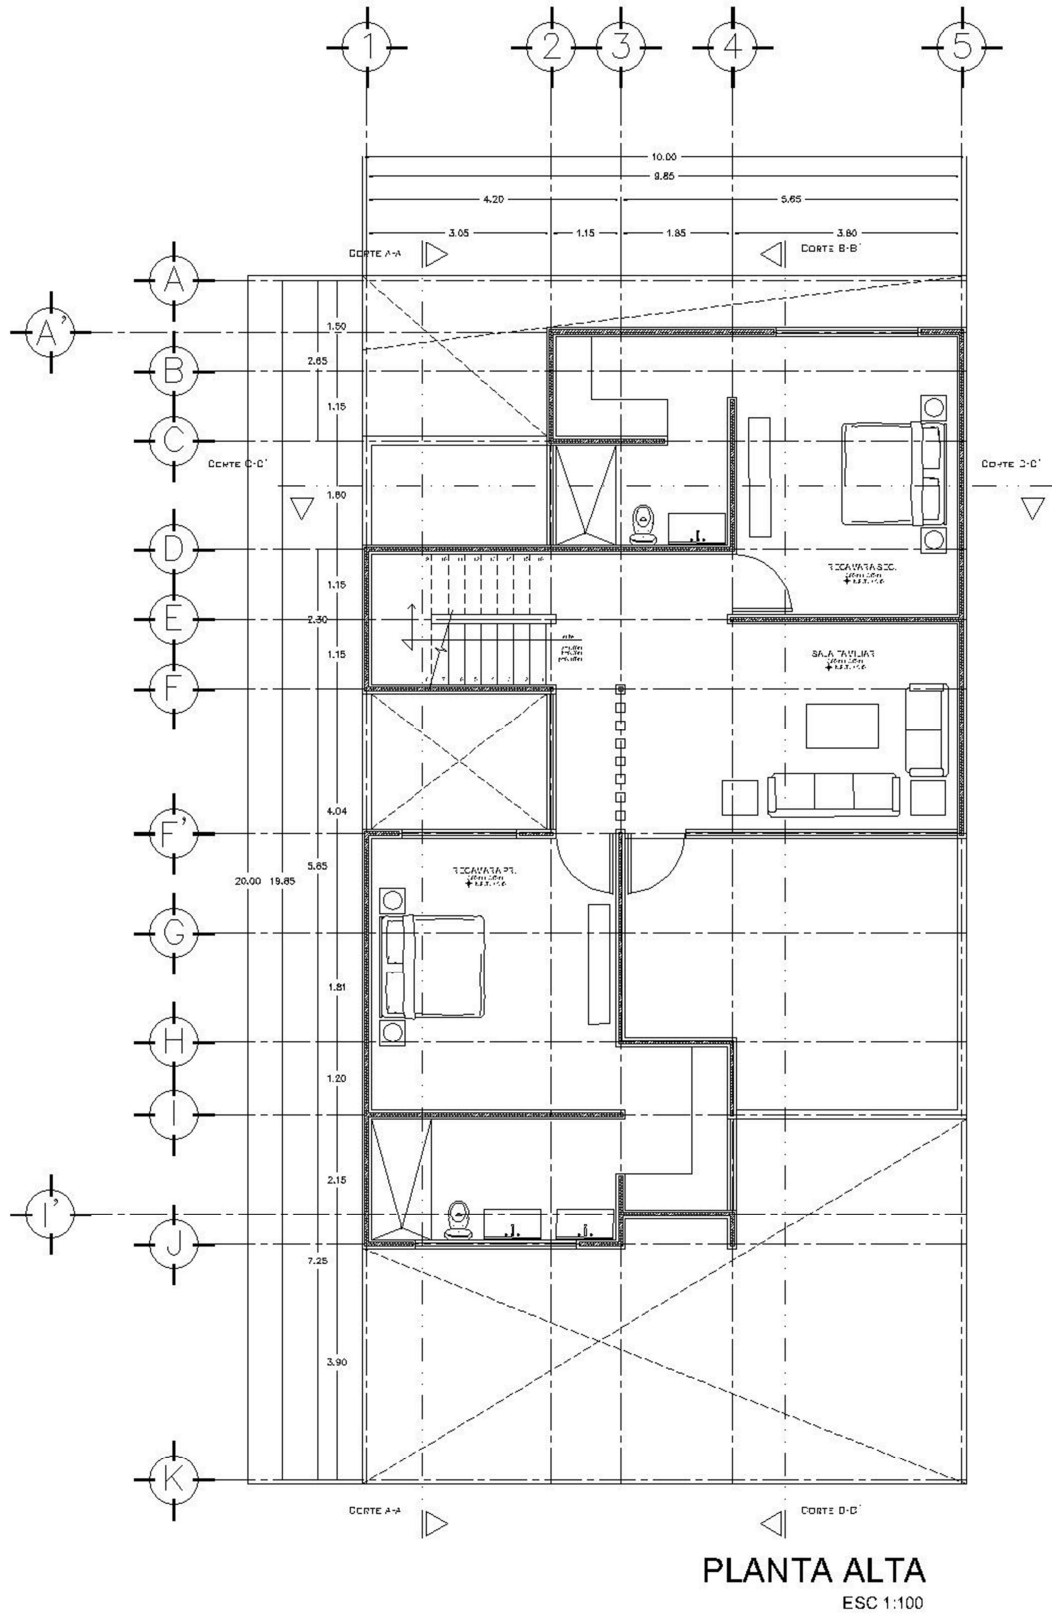 1 2 3 4 5
10.00
9.85
4.20 5.65
3.05 1.15 1.85 3.80
CORTE A-A CORTE B-B'
A
A'
1.50
2.65
B
1.15
C
CORTE C-C'
1.80
D
RECAMARA SEC.
1.15
E
2.30
1.15
SALA FAMILIAR
F
4.04
F'
5.85
RECAMARA PR.
20.00 19.85
G
1.81
H
1.20
I
2.15
I'
J
7.25
3.90
K
CORTE A-A
PLANTA ALTA
ESC 1:100